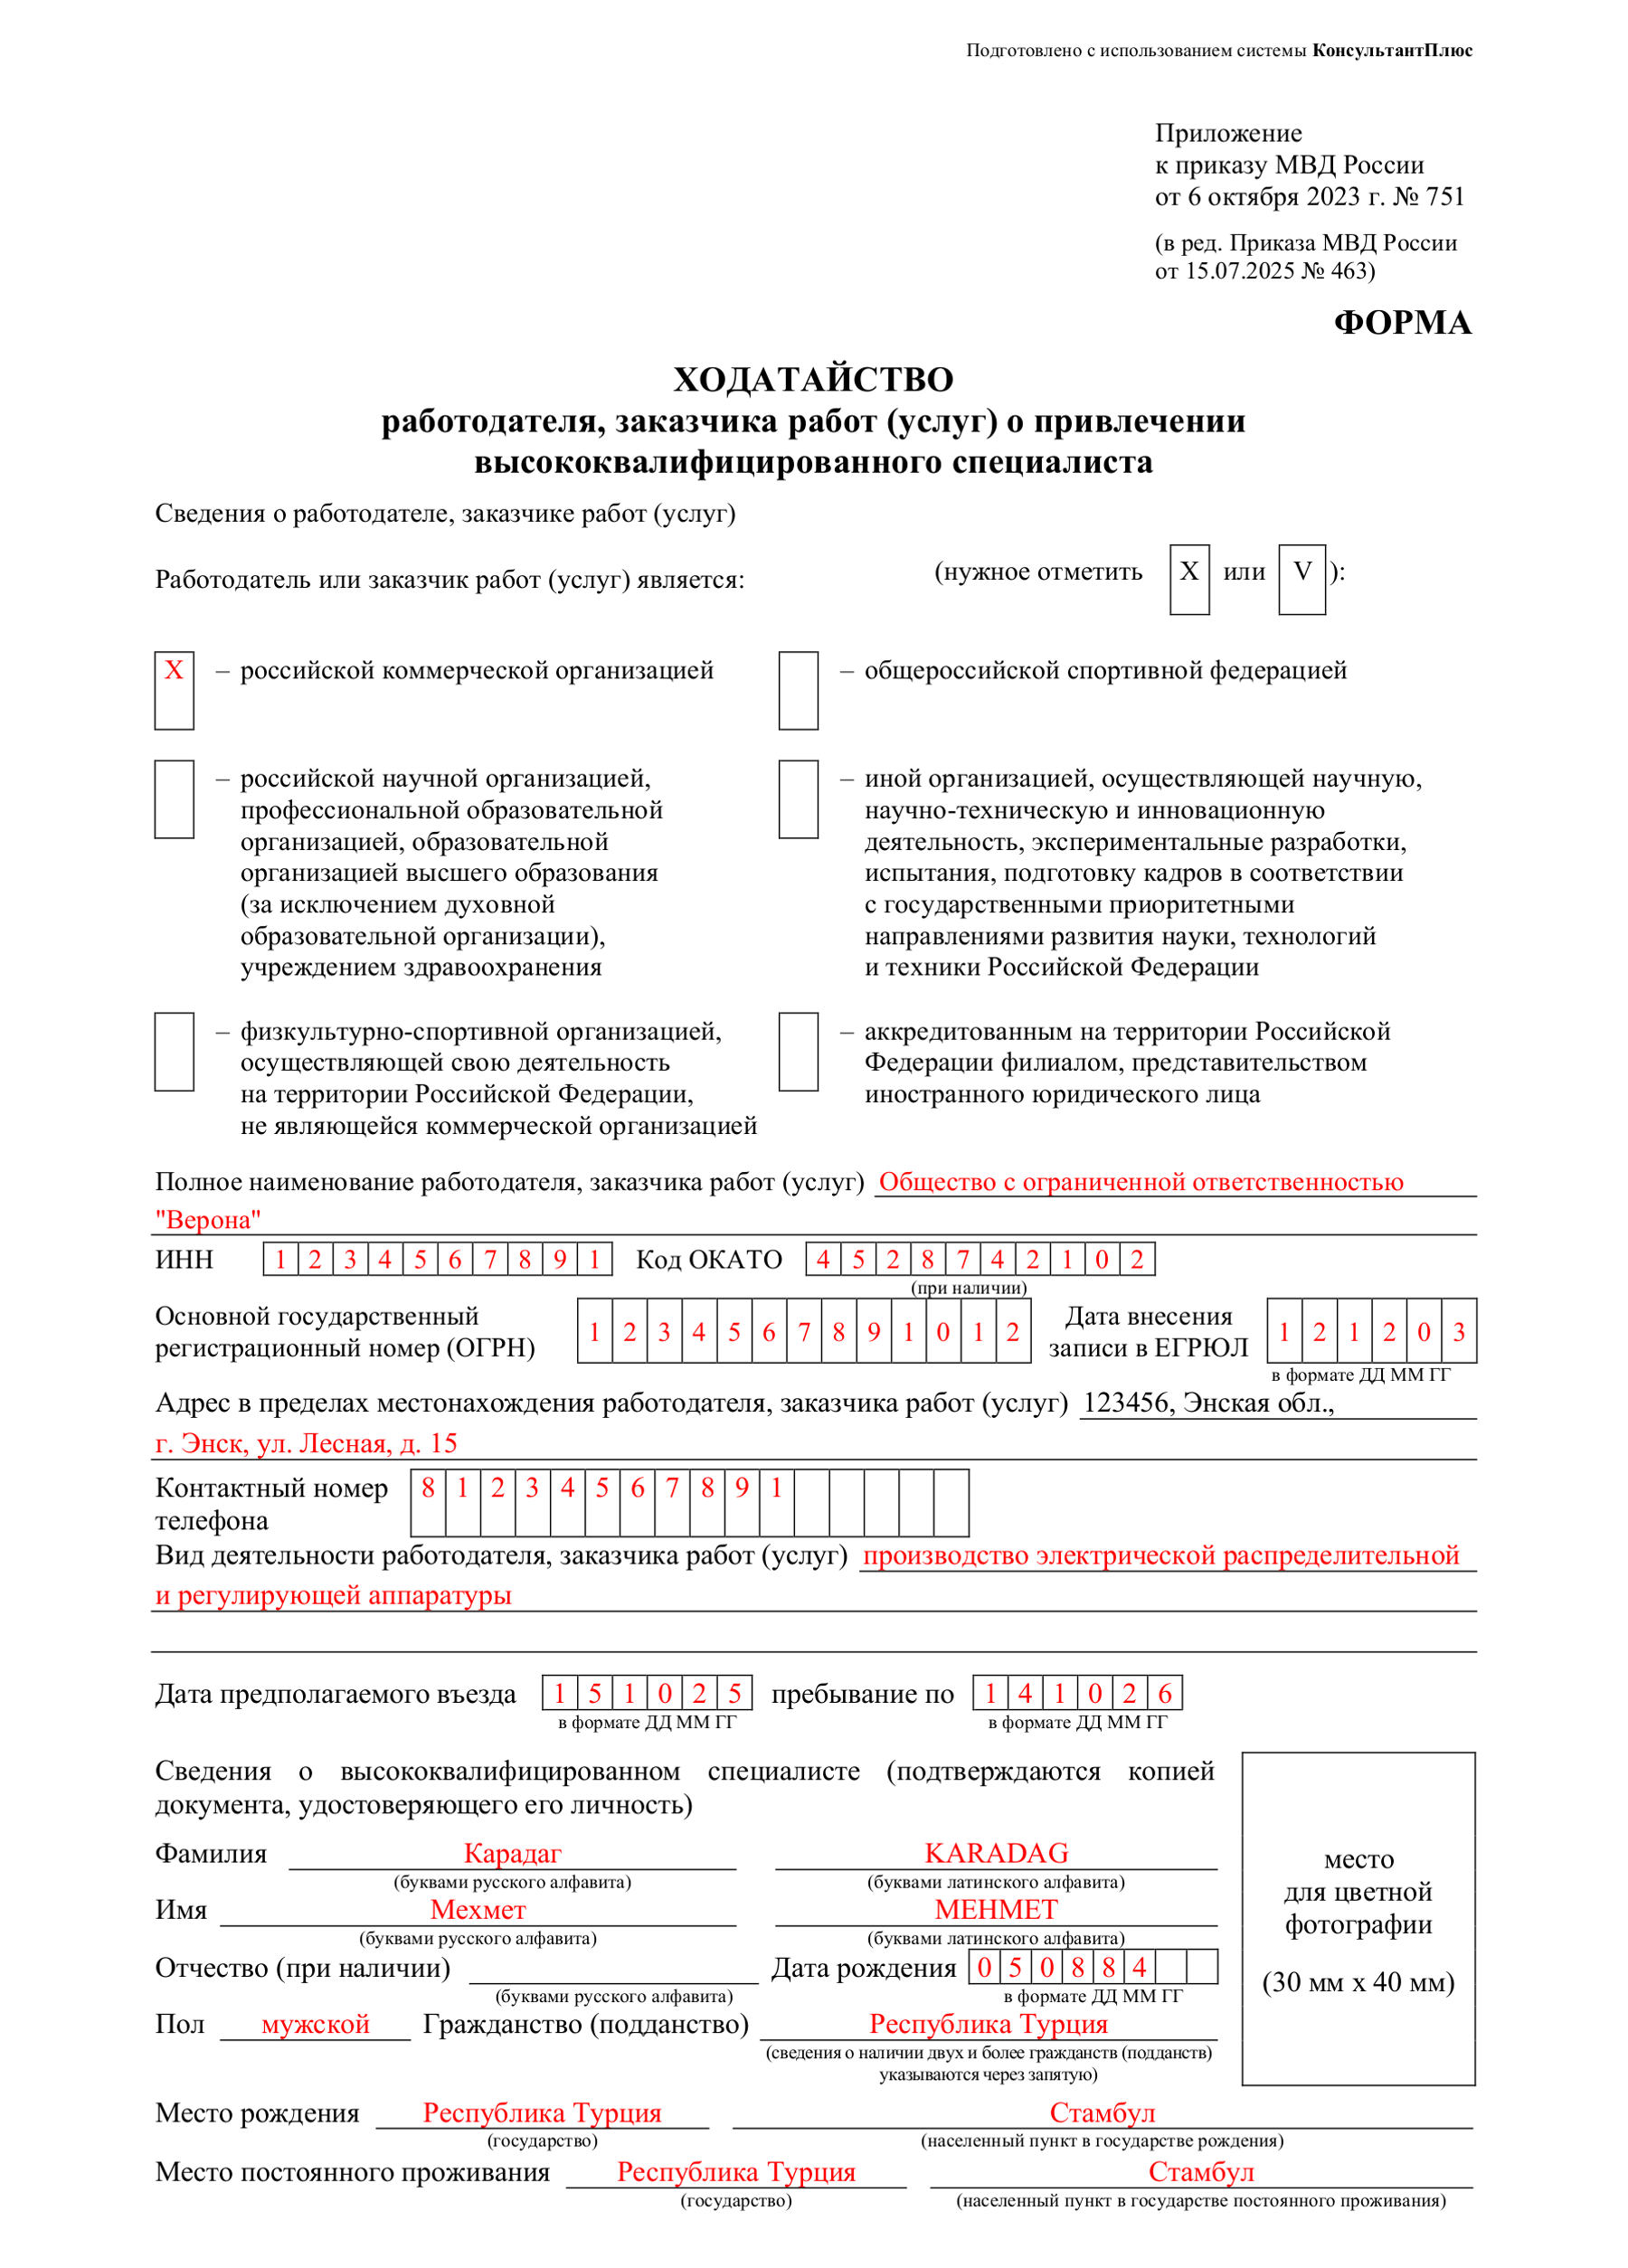 Подготовлено с использованием системы КонсультантПлюс
Приложение
к приказу МВД России
от 6 октября 2023 г. № 751
(в ред. Приказа МВД России
от 15.07.2025 № 463)
ФОРМА
ХОДАТАЙСТВО
работодателя, заказчика работ (услуг) о привлечении
высококвалифицированного специалиста
Сведения о работодателе, заказчике работ (услуг)
Работодатель или заказчик работ (услуг) является: (нужное отметить X или V ):
X – российской коммерческой организацией
– общероссийской спортивной федерацией
– российской научной организацией,
профессиональной образовательной
организацией, образовательной
организацией высшего образования
(за исключением духовной
образовательной организации),
учреждением здравоохранения
– иной организацией, осуществляющей научную,
научно-техническую и инновационную
деятельность, экспериментальные разработки,
испытания, подготовку кадров в соответствии
с государственными приоритетными
направлениями развития науки, технологий
и техники Российской Федерации
– физкультурно-спортивной организацией,
осуществляющей свою деятельность
на территории Российской Федерации,
не являющейся коммерческой организацией
– аккредитованным на территории Российской
Федерации филиалом, представительством
иностранного юридического лица
Полное наименование работодателя, заказчика работ (услуг) Общество с ограниченной ответственностью
"Верона"
ИНН 1 2 3 4 5 6 7 8 9 1 Код ОКАТО 4 5 2 8 7 4 2 1 0 2
(при наличии)
Основной государственный
регистрационный номер (ОГРН) 1 2 3 4 5 6 7 8 9 1 0 1 2
Дата внесения
записи в ЕГРЮЛ 1 2 1 2 0 3
в формате ДД ММ ГГ
Адрес в пределах местонахождения работодателя, заказчика работ (услуг) 123456, Энская обл.,
г. Энск, ул. Лесная, д. 15
Контактный номер
телефона 8 1 2 3 4 5 6 7 8 9 1
Вид деятельности работодателя, заказчика работ (услуг) производство электрической распределительной
и регулирующей аппаратуры
Дата предполагаемого въезда 1 5 1 0 2 5 пребывание по 1 4 1 0 2 6
в формате ДД ММ ГГ в формате ДД ММ ГГ
Сведения о высококвалифицированном специалисте (подтверждаются копией
документа, удостоверяющего его личность)
Фамилия Карадаг KARADAG
(буквами русского алфавита) (буквами латинского алфавита)
Имя Мехмет MEHMET
(буквами русского алфавита) (буквами латинского алфавита)
Отчество (при наличии) Дата рождения 0 5 0 8 8 4
(буквами русского алфавита) в формате ДД ММ ГГ
Пол мужской Гражданство (подданство) Республика Турция
(сведения о наличии двух и более гражданств (подданств)
указываются через запятую)
место
для цветной
фотографии
(30 мм х 40 мм)
Место рождения Республика Турция Стамбул
(государство) (населенный пункт в государстве рождения)
Место постоянного проживания Республика Турция Стамбул
(государство) (населенный пункт в государстве постоянного проживания)